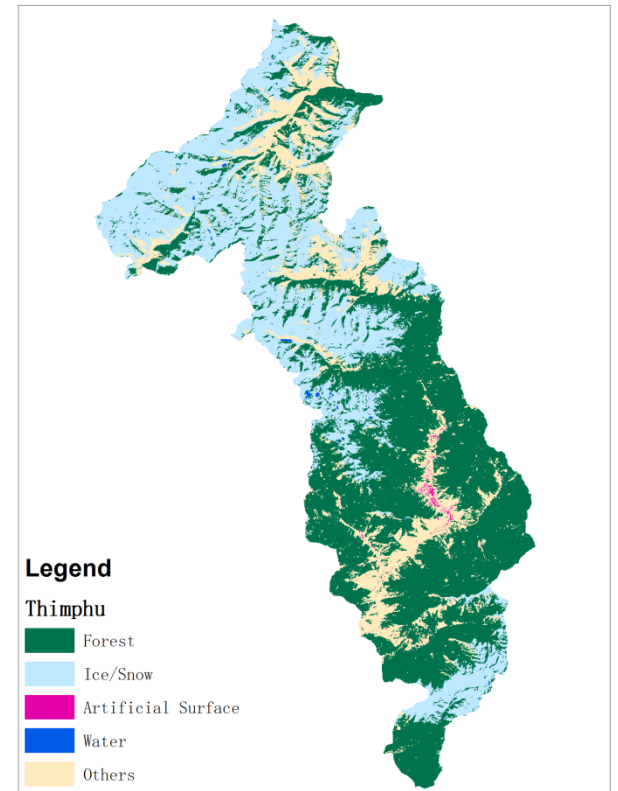 Legend
Thimphu
Forest
Ice/Snow
Artificial Surface
Water
Others